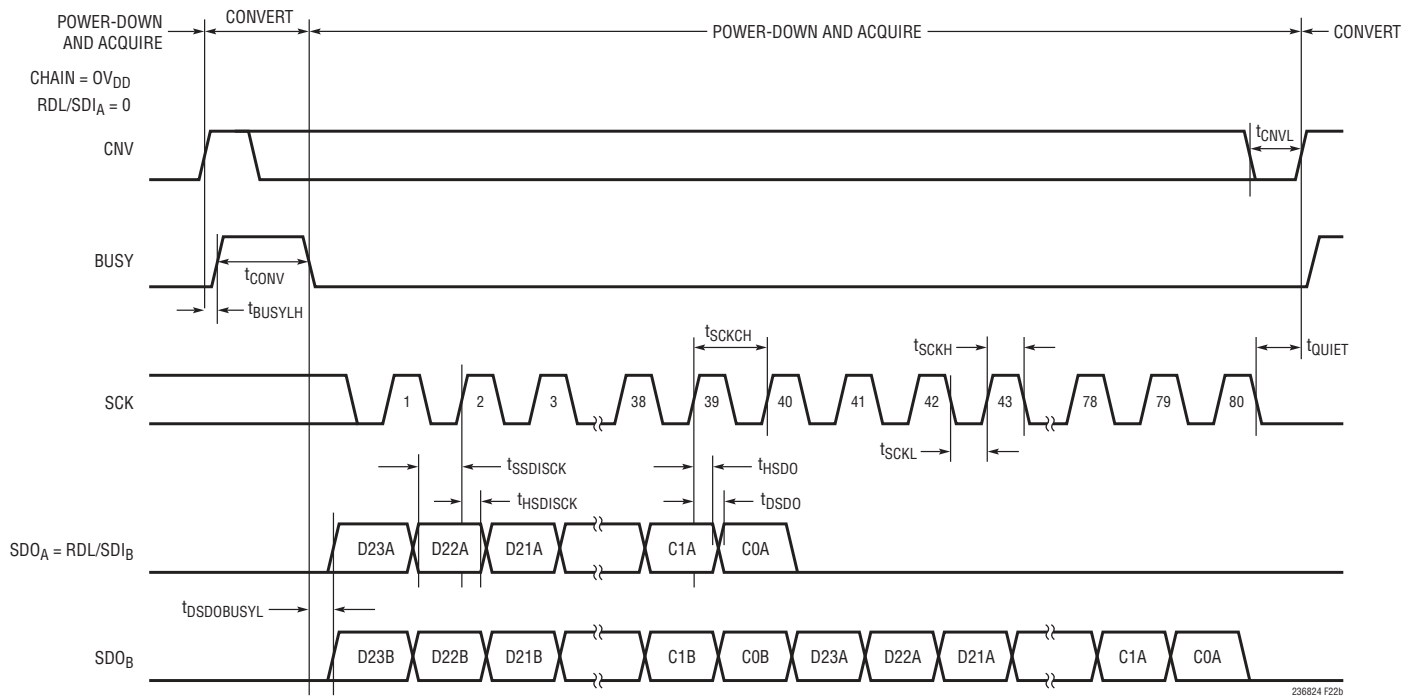 POWER-DOWN
AND ACQUIRE
CONVERT
POWER-DOWN AND ACQUIRE
CONVERT
CHAIN = OVDD
RDL/SDIA = 0
CNV
tCNVL
BUSY
tCONV
tBUSYLH
tSCKCH
tSCKH
tQUIET
SCK
1 2 3 38 39 40 41 42 43 78 79 80
tSCKL
tSSDISCK
tHSDO
tHSDISCK
tDSDO
SDOA = RDL/SDIB
D23A D22A D21A C1A C0A
tDSDOBUSYL
SDOB
D23B D22B D21B C1B C0B D23A D22A D21A C1A C0A
236824 F22b